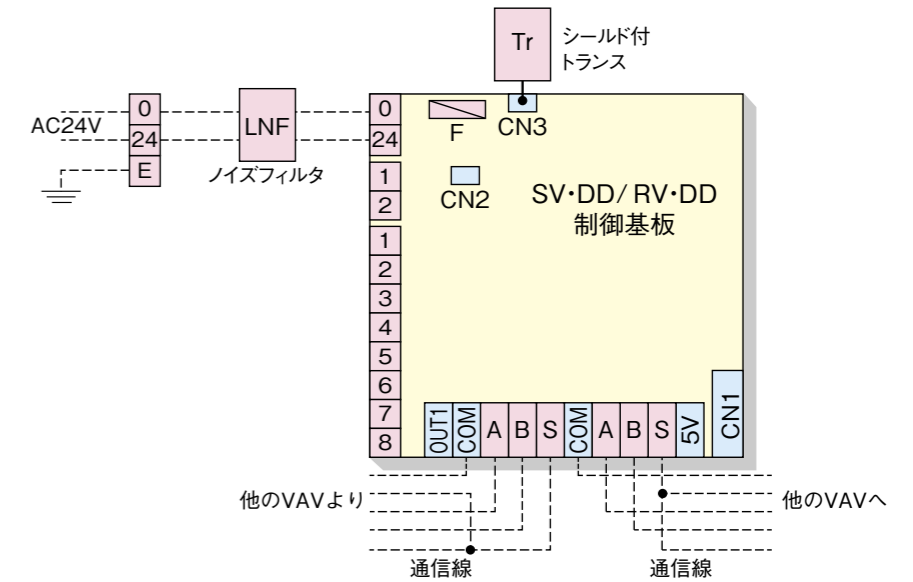 Tr
シールド付
トランス
AC24V
0
24
E
LNF
ノイズフィルタ
0
24
F
CN3
1
2
CN2
SV・DD/ RV・DD
制御基板
1
2
3
4
5
6
7
8
OUT1
COM
A
B
S
COM
A
B
S
5V
CN1
他のVAVより
他のVAVへ
通信線
通信線